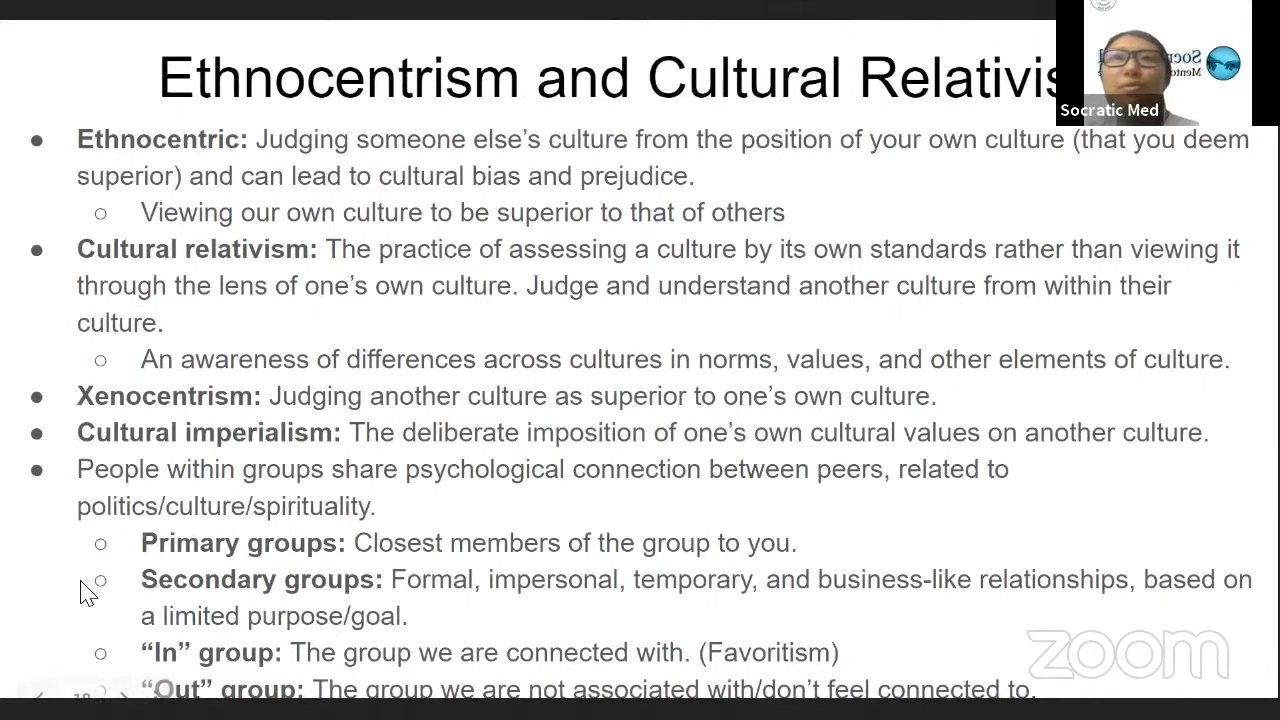 Ethnocentrism and Cultural Relativis
Socratic Med
● Ethnocentric: Judging someone else’s culture from the position of your own culture (that you deem
superior) and can lead to cultural bias and prejudice.
○ Viewing our own culture to be superior to that of others
● Cultural relativism: The practice of assessing a culture by its own standards rather than viewing it
through the lens of one’s own culture. Judge and understand another culture from within their
culture.
○ An awareness of differences across cultures in norms, values, and other elements of culture.
● Xenocentrism: Judging another culture as superior to one’s own culture.
● Cultural imperialism: The deliberate imposition of one’s own cultural values on another culture.
● People within groups share psychological connection between peers, related to
politics/culture/spirituality.
○ Primary groups: Closest members of the group to you.
○ Secondary groups: Formal, impersonal, temporary, and business-like relationships, based on
a limited purpose/goal.
○ “In” group: The group we are connected with. (Favoritism)
○ “Out” group: The group we are not associated with/don’t feel connected to.
zoom